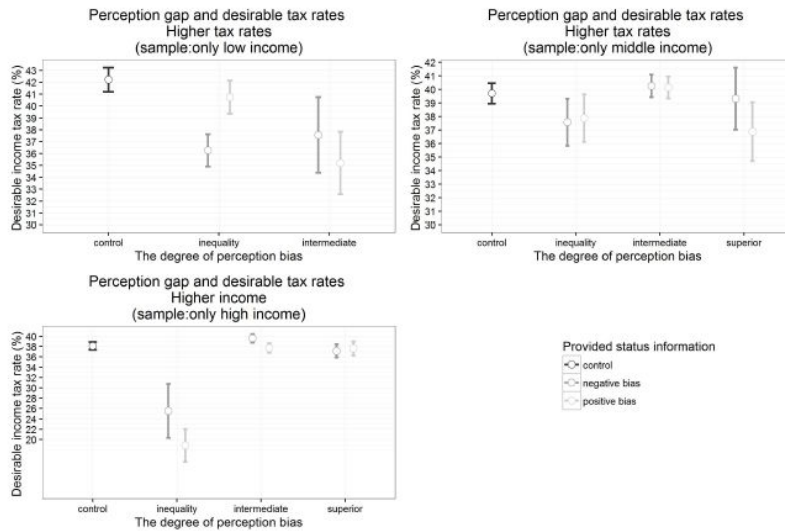 Perception gap and desirable tax rates
Higher tax rates
(sample:only low income)
Desirable income tax rate (%)
43
42
41
40
39
38
37
36
35
34
33
32
31
30
control
inequality
intermediate
The degree of perception bias
Perception gap and desirable tax rates
Higher tax rates
(sample:only middle income)
Desirable income tax rate (%)
42
41
40
39
38
37
36
35
34
33
32
31
30
control
inequality
intermediate
superior
The degree of perception bias
Perception gap and desirable tax rates
Higher income
(sample:only high income)
Desirable income tax rate (%)
40
38
36
34
32
30
28
26
24
22
20
control
inequality
intermediate
superior
The degree of perception bias
Provided status information
control
negative bias
positive bias